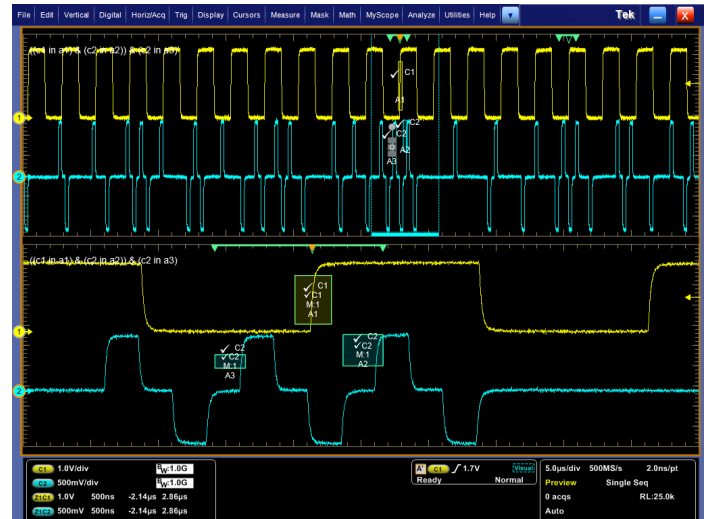 File Edit Vertical Digital Horiz/Acq Trig Display Cursors Measure Mask Math MyScope Analyze Utilities Help Tek X
((c1 in a1) & (c2 in a2)) & (c2 in a3)
C1
A1
1
C2
C2
A2
A3
2
((c1 in a1) & (c2 in a2)) & (c2 in a3)
C1
C1
M:1
A1
1
C2
C2
M:1
A3
C2
C2
M:1
A2
2
C1 1.0V/div BW:1.0G
C2 500mV/div BW:1.0G
Z1C1 1.0V 500ns -2.14µs 2.86µs
Z1C2 500mV 500ns -2.14µs 2.86µs
A' C1 1.7V Visual
Ready Normal
5.0µs/div 500MS/s 2.0ns/pt
Preview Single Seq
0 acqs RL:25.0k
Auto